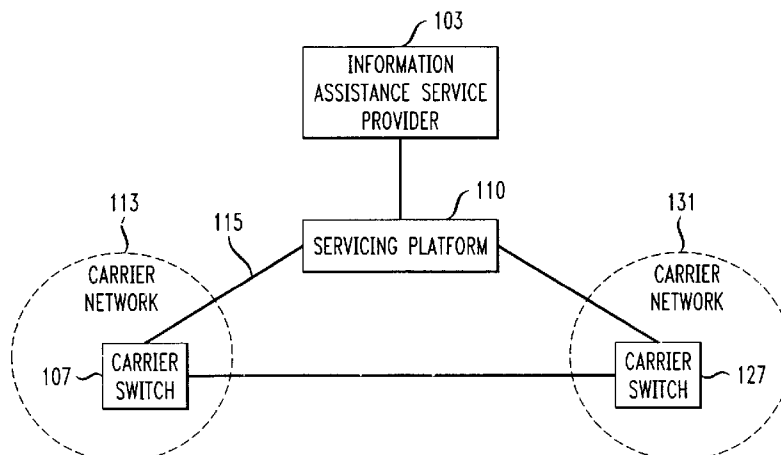 103
INFORMATION
ASSISTANCE SERVICE
PROVIDER
110
113
115
131
SERVICING PLATFORM
CARRIER
NETWORK
CARRIER
NETWORK
107
CARRIER
SWITCH
CARRIER
SWITCH
127